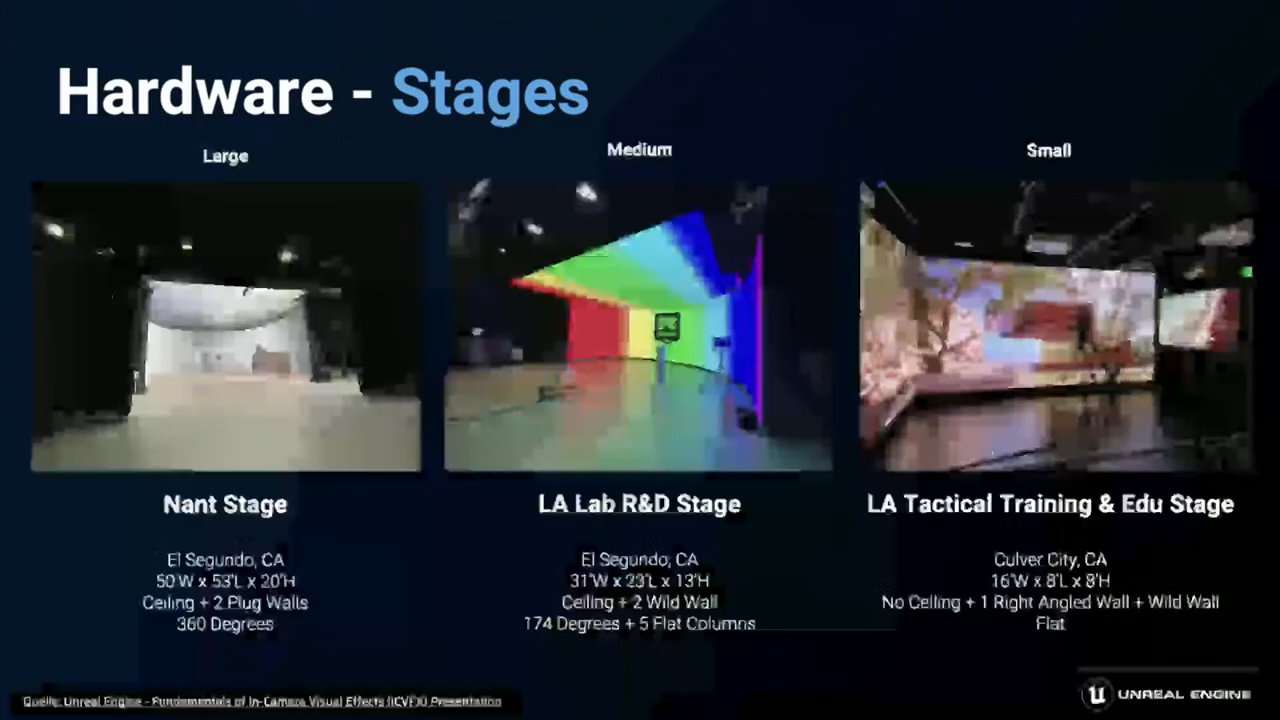 Hardware - Stages
Large
Medium
Small
Nant Stage
El Segundo, CA
50'W x 53'L x 20'H
Ceiling + 2 Plug Walls
360 Degrees
LA Lab R&D Stage
El Segundo, CA
31'W x 23'L x 13'H
Ceiling + 2 Wild Wall
174 Degrees + 5 Flat Columns
LA Tactical Training & Edu Stage
Culver City, CA
16'W x 8'L x 8'H
No Ceiling + 1 Right Angled Wall + Wild Wall
Flat
Quelle: Unreal Engine - Fundamentals of In-Camera Visual Effects (ICVFX) Presentation
UNREAL ENGINE